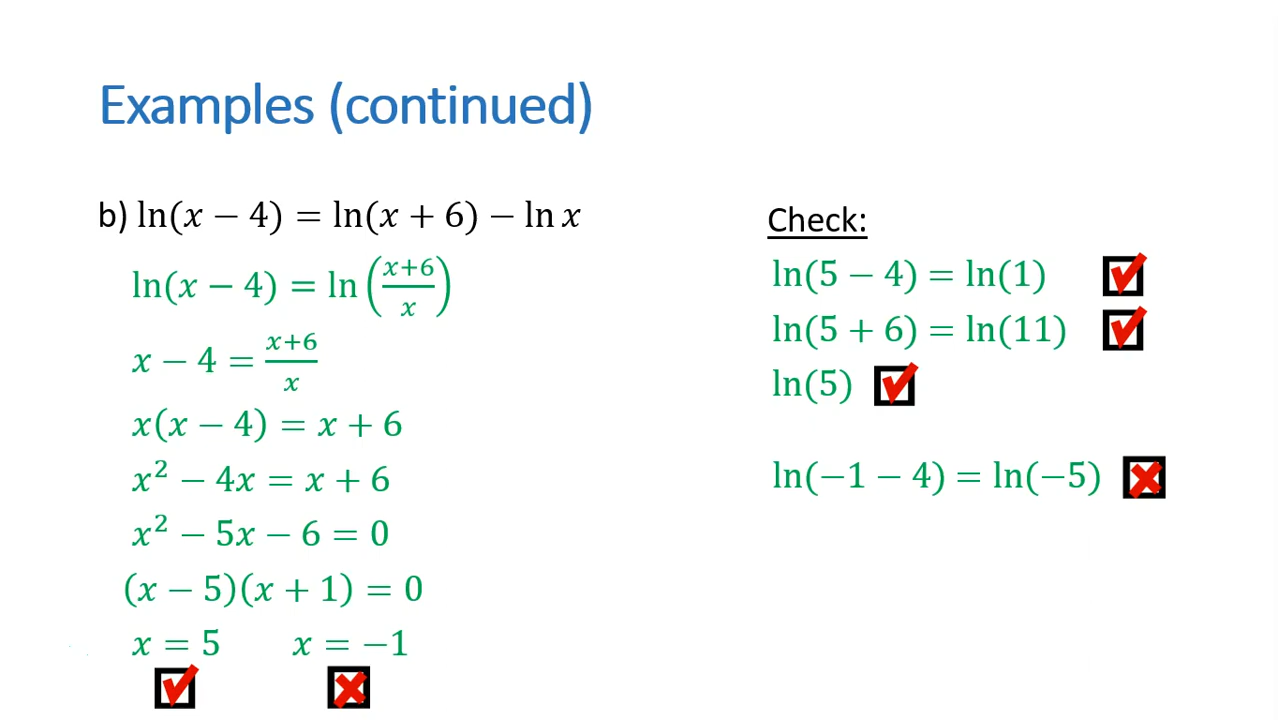 Examples (continued)
b) ln(x − 4) = ln(x + 6) − ln x
ln(x − 4) = ln((x+6)/x)
x − 4 = (x+6)/x
x(x − 4) = x + 6
x² − 4x = x + 6
x² − 5x − 6 = 0
(x − 5)(x + 1) = 0
x = 5 x = −1
Check:
ln(5 − 4) = ln(1)
ln(5 + 6) = ln(11)
ln(5)
ln(−1 − 4) = ln(−5)